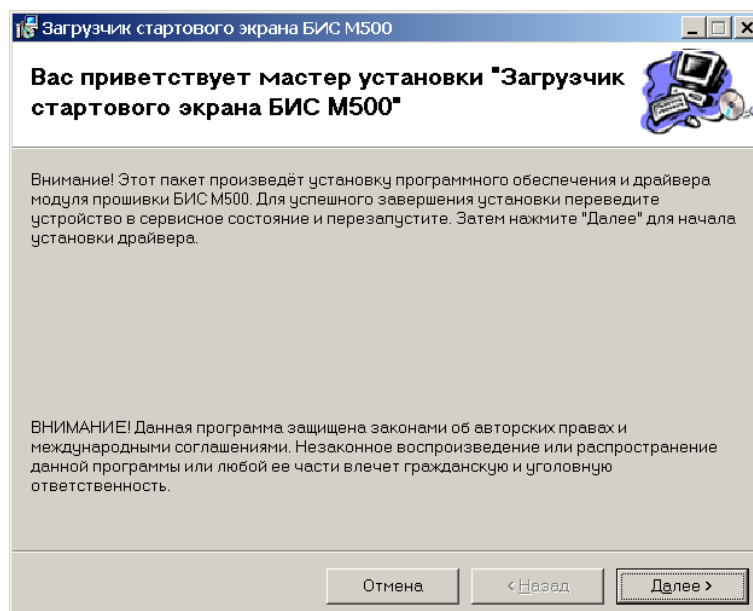 Загрузчик стартового экрана БИС М500
Вас приветствует мастер установки "Загрузчик
стартового экрана БИС М500"
Внимание! Этот пакет произведёт установку программного обеспечения и драйвера
модуля прошивки БИС М500. Для успешного завершения установки переведите
устройство в сервисное состояние и перезапустите. Затем нажмите "Далее" для начала
установки драйвера.
ВНИМАНИЕ! Данная программа защищена законами об авторских правах и
международными соглашениями. Незаконное воспроизведение или распространение
данной программы или любой ее части влечет гражданскую и уголовную
ответственность.
Отмена
< Назад
Далее >